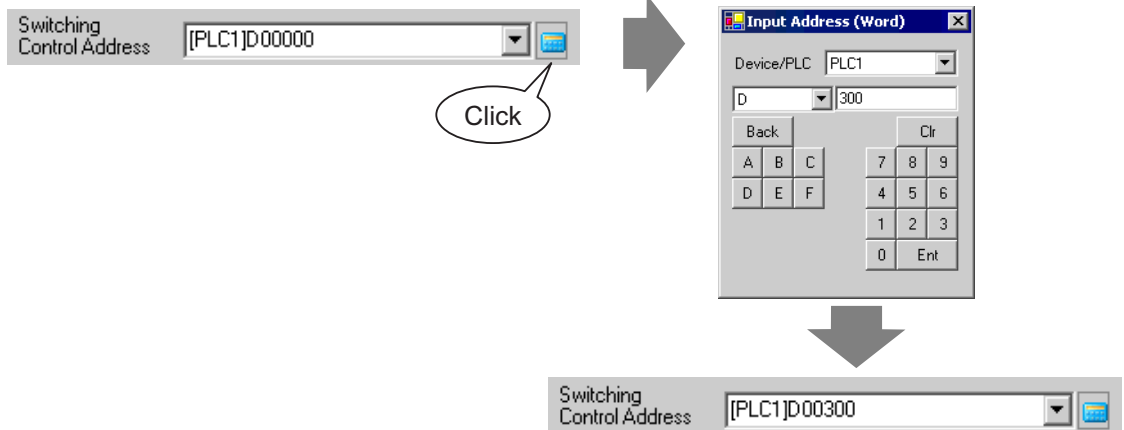 Switching
Control Address
[PLC1]D00000
Click
Input Address (Word)
Device/PLC PLC1
D 300
Back Clr
A B C 7 8 9
D E F 4 5 6
1 2 3
0 Ent
Switching
Control Address
[PLC1]D00300